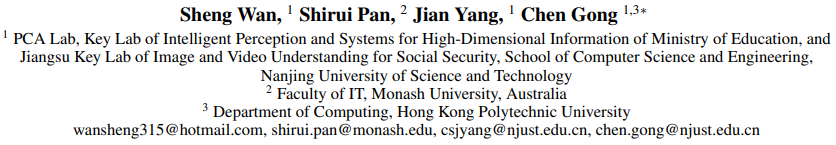 Sheng Wan, 1 Shirui Pan, 2 Jian Yang, 1 Chen Gong 1,3*
1 PCA Lab, Key Lab of Intelligent Perception and Systems for High-Dimensional Information of Ministry of Education, and
Jiangsu Key Lab of Image and Video Understanding for Social Security, School of Computer Science and Engineering,
Nanjing University of Science and Technology
2 Faculty of IT, Monash University, Australia
3 Department of Computing, Hong Kong Polytechnic University
wansheng315@hotmail.com, shirui.pan@monash.edu, csjyang@njust.edu.cn, chen.gong@njust.edu.cn